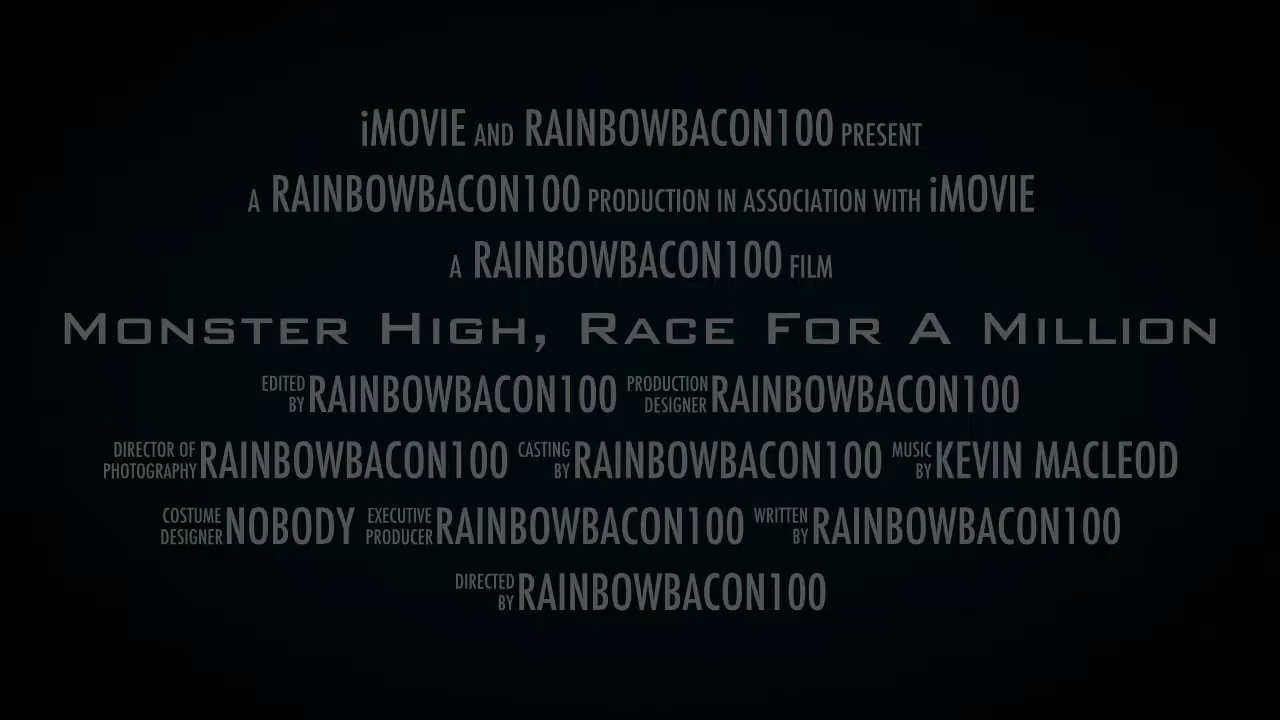 iMOVIE AND RAINBOWBACON100 PRESENT
A RAINBOWBACON100 PRODUCTION IN ASSOCIATION WITH iMOVIE
A RAINBOWBACON100 FILM
MONSTER HIGH, RACE FOR A MILLION
EDITED BY RAINBOWBACON100 PRODUCTION DESIGNER RAINBOWBACON100
DIRECTOR OF PHOTOGRAPHY RAINBOWBACON100 CASTING BY RAINBOWBACON100 MUSIC BY KEVIN MACLEOD
COSTUME DESIGNER NOBODY EXECUTIVE PRODUCER RAINBOWBACON100 WRITTEN BY RAINBOWBACON100
DIRECTED BY RAINBOWBACON100